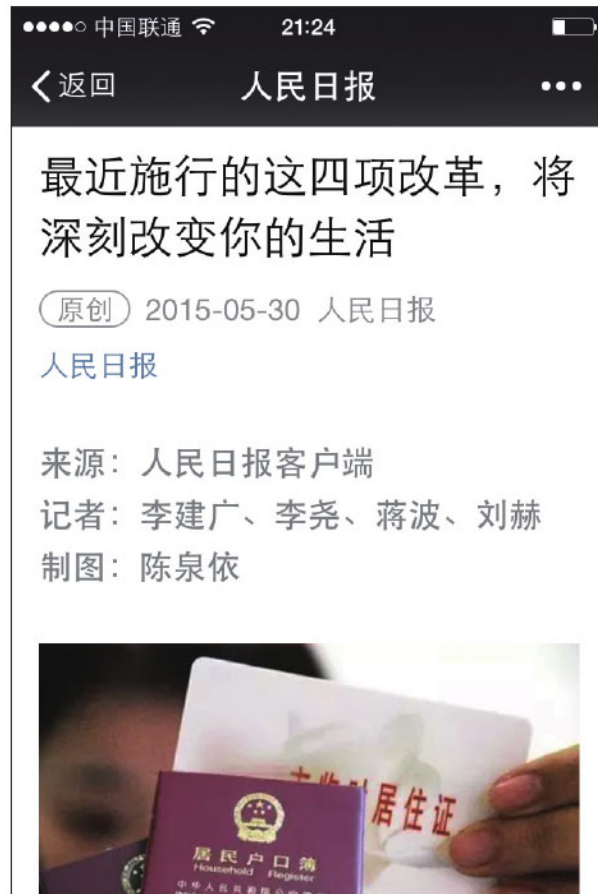 中国联通 21:24
返回 人民日报
最近施行的这四项改革，将
深刻改变你的生活
原创 2015-05-30 人民日报
人民日报
来源：人民日报客户端
记者：李建广、李尧、蒋波、刘赫
制图：陈泉依
居住证
居民户口簿
Household Register